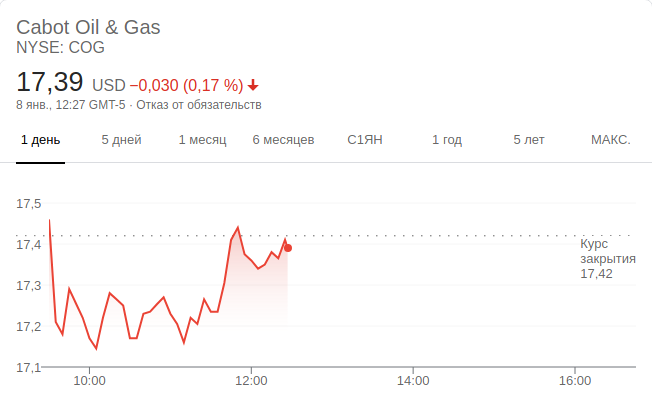 Cabot Oil & Gas
NYSE: COG
17,39 USD −0,030 (0,17 %)
8 янв., 12:27 GMT-5 · Отказ от обязательств
1 день 5 дней 1 месяц 6 месяцев С1ЯН 1 год 5 лет МАКС.
17,5
17,4
17,3
17,2
17,1
Курс
закрытия
17,42
10:00 12:00 14:00 16:00